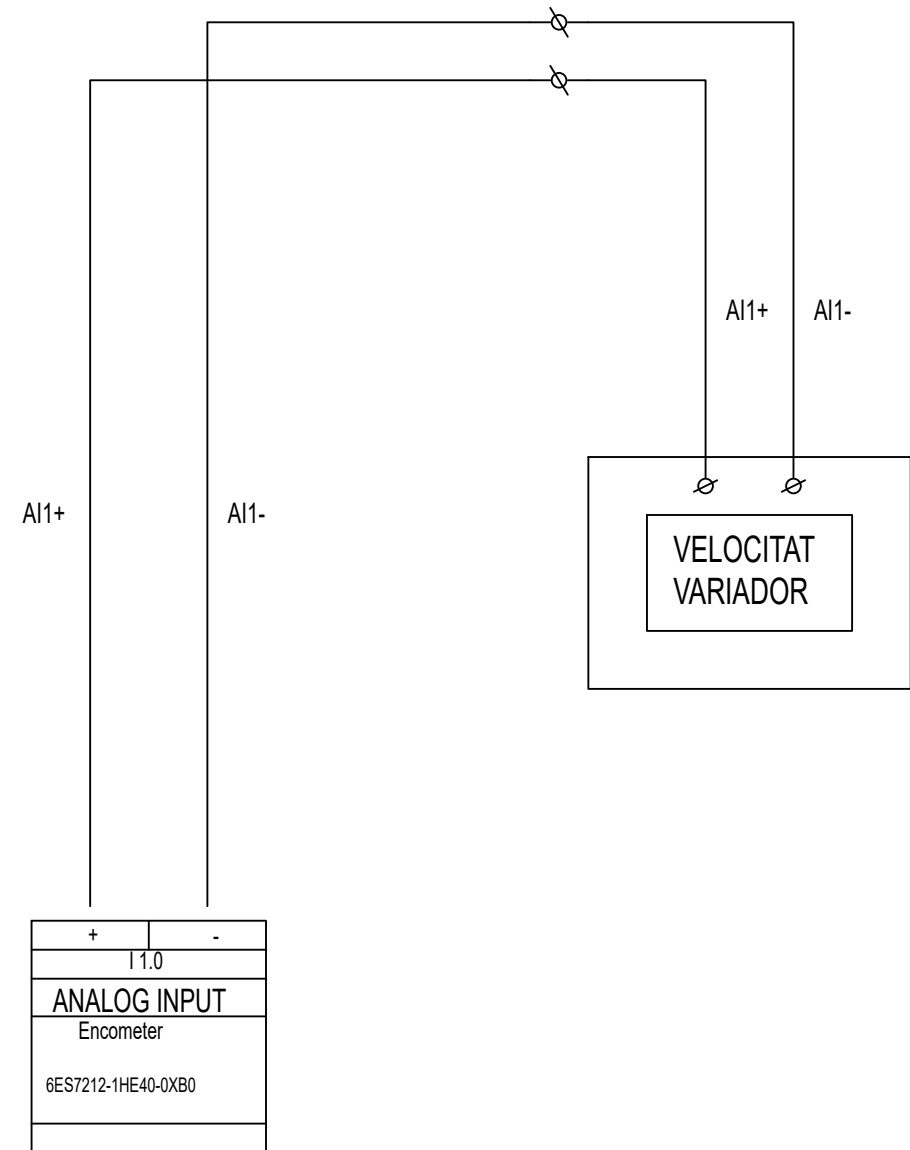 AI1+
AI1-
AI1+
AI1-
VELOCITAT
VARIADOR
+
-
I 1.0
ANALOG INPUT
Encometer
6ES7212-1HE40-0XB0